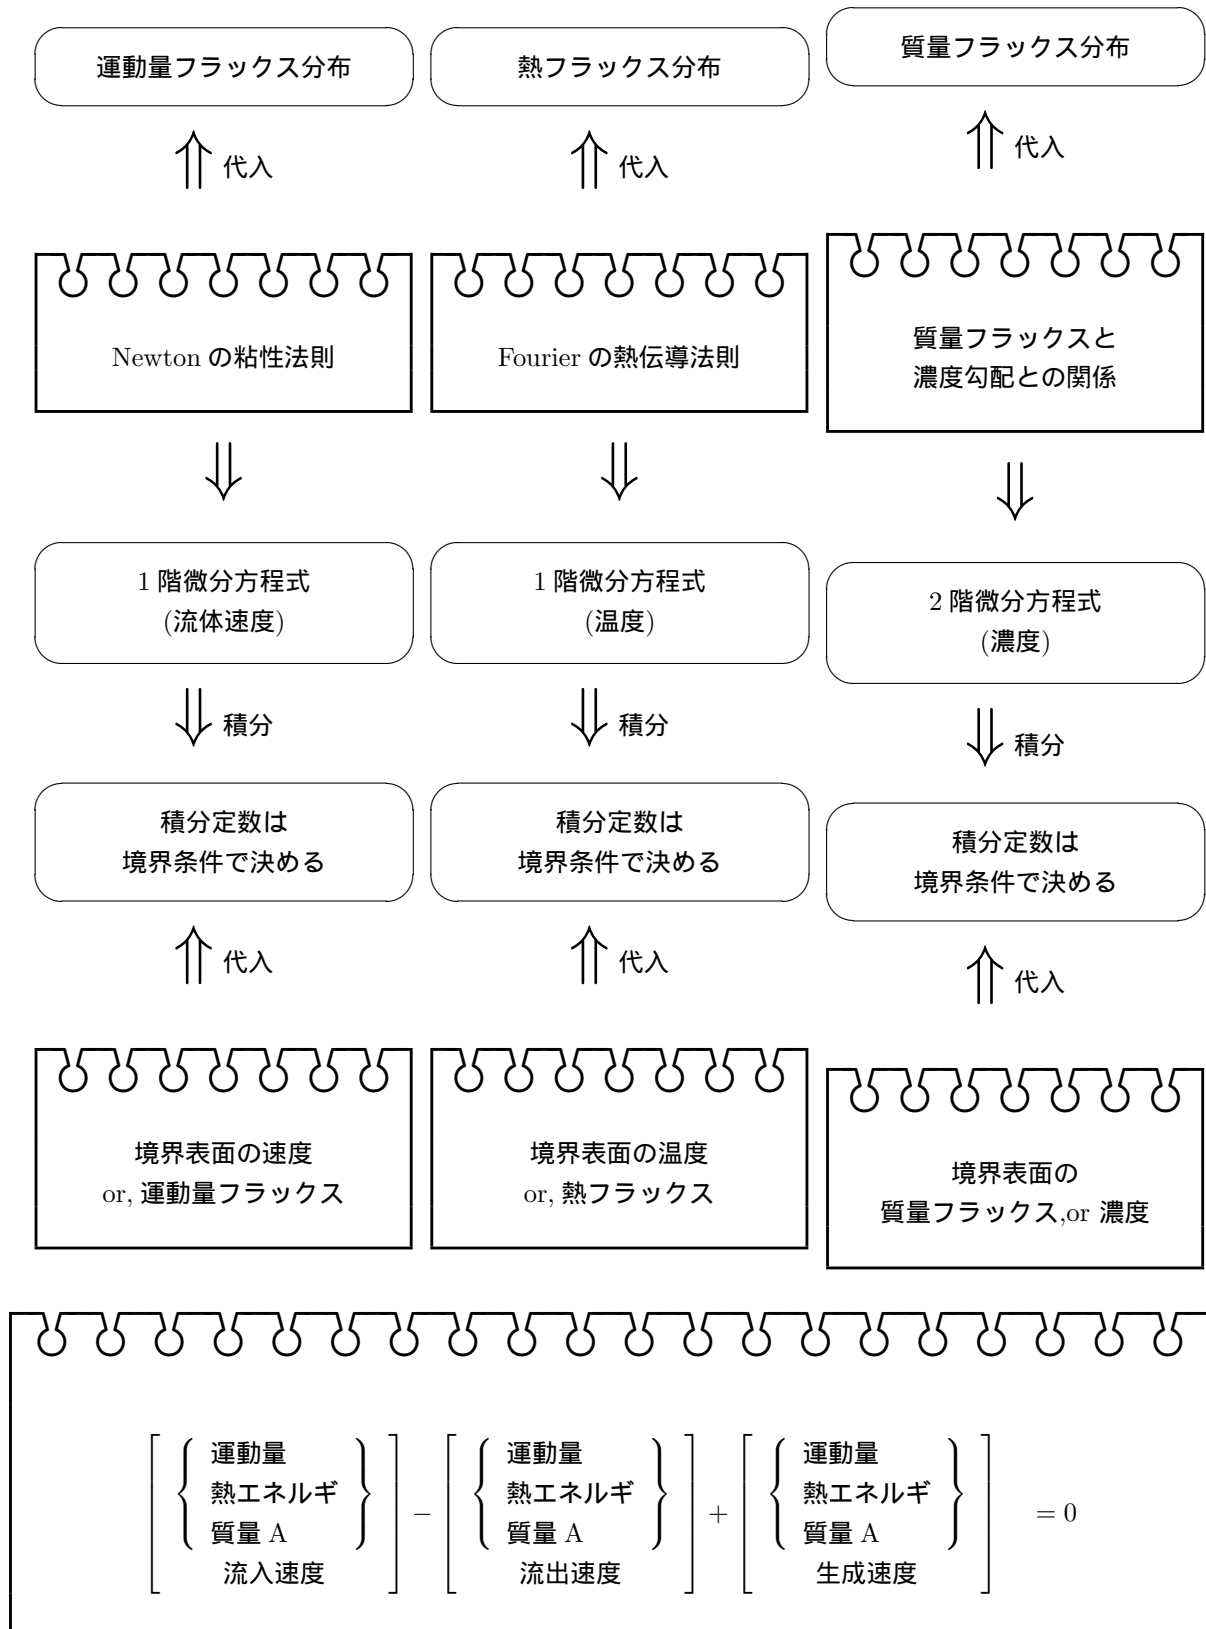 運動量フラックス分布
熱フラックス分布
質量フラックス分布
代入
代入
代入
Newton の粘性法則
Fourier の熱伝導法則
質量フラックスと
濃度勾配との関係
1 階微分方程式
(流体速度)
1 階微分方程式
(温度)
2 階微分方程式
(濃度)
積分
積分
積分
積分定数は
境界条件で決める
積分定数は
境界条件で決める
積分定数は
境界条件で決める
代入
代入
代入
境界表面の速度
or, 運動量フラックス
境界表面の温度
or, 熱フラックス
境界表面の
質量フラックス,or 濃度
運動量
熱エネルギ
質量 A
流入速度
−
運動量
熱エネルギ
質量 A
流出速度
+
運動量
熱エネルギ
質量 A
生成速度
= 0